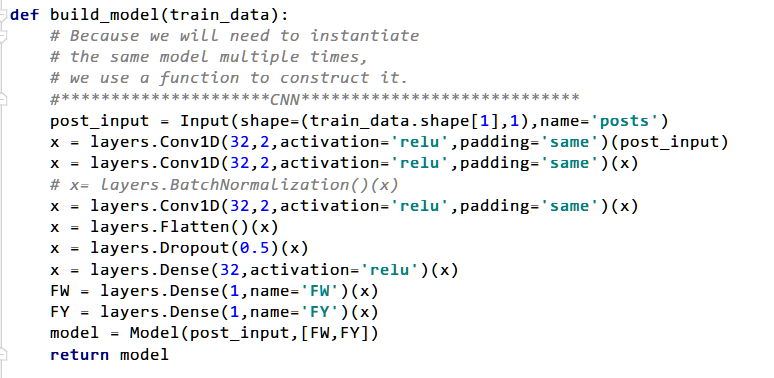 def build_model(train_data):
    # Because we will need to instantiate
    # the same model multiple times,
    # we use a function to construct it.
    #*********************CNN****************************
    post_input = Input(shape=(train_data.shape[1],1),name='posts')
    x = layers.Conv1D(32,2,activation='relu',padding='same')(post_input)
    x = layers.Conv1D(32,2,activation='relu',padding='same')(x)
    # x= layers.BatchNormalization()(x)
    x = layers.Conv1D(32,2,activation='relu',padding='same')(x)
    x = layers.Flatten()(x)
    x = layers.Dropout(0.5)(x)
    x = layers.Dense(32,activation='relu')(x)
    FW = layers.Dense(1,name='FW')(x)
    FY = layers.Dense(1,name='FY')(x)
    model = Model(post_input,[FW,FY])
    return model